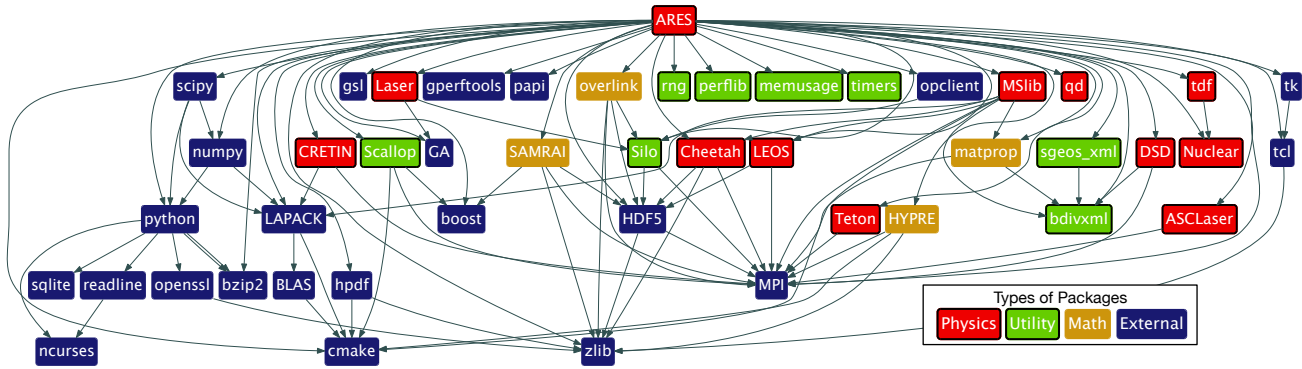 ARES
scipy
gsl
Laser
gperftools
papi
overlink
rng
perflib
memusage
timers
opclient
MSlib
qd
tdf
tk
numpy
CRETIN
Scallop
GA
SAMRAI
Silo
Cheetah
LEOS
matprop
sgeos_xml
DSD
Nuclear
tcl
python
LAPACK
boost
HDF5
Teton
HYPRE
bdivxml
ASCLaser
sqlite
readline
openssl
bzip2
BLAS
hpdf
MPI
ncurses
cmake
zlib
Types of Packages
Physics Utility Math External